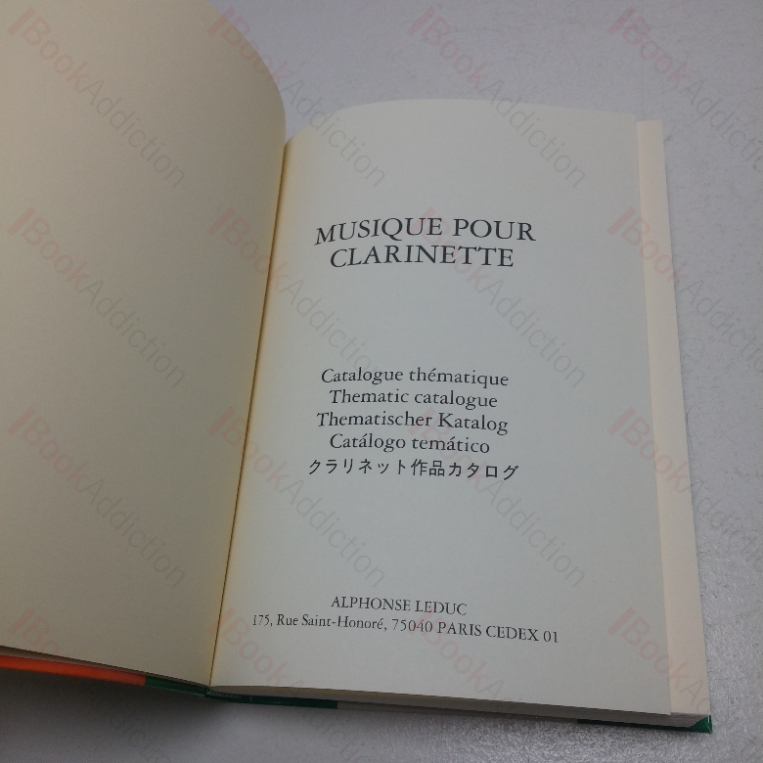 MUSIQUE POUR
CLARINETTE
Catalogue thématique
Thematic catalogue
Thematischer Katalog
Catálogo temático
クラリネット作品カタログ
ALPHONSE LEDUC
175, Rue Saint-Honoré, 75040 PARIS CEDEX 01
BookAddiction